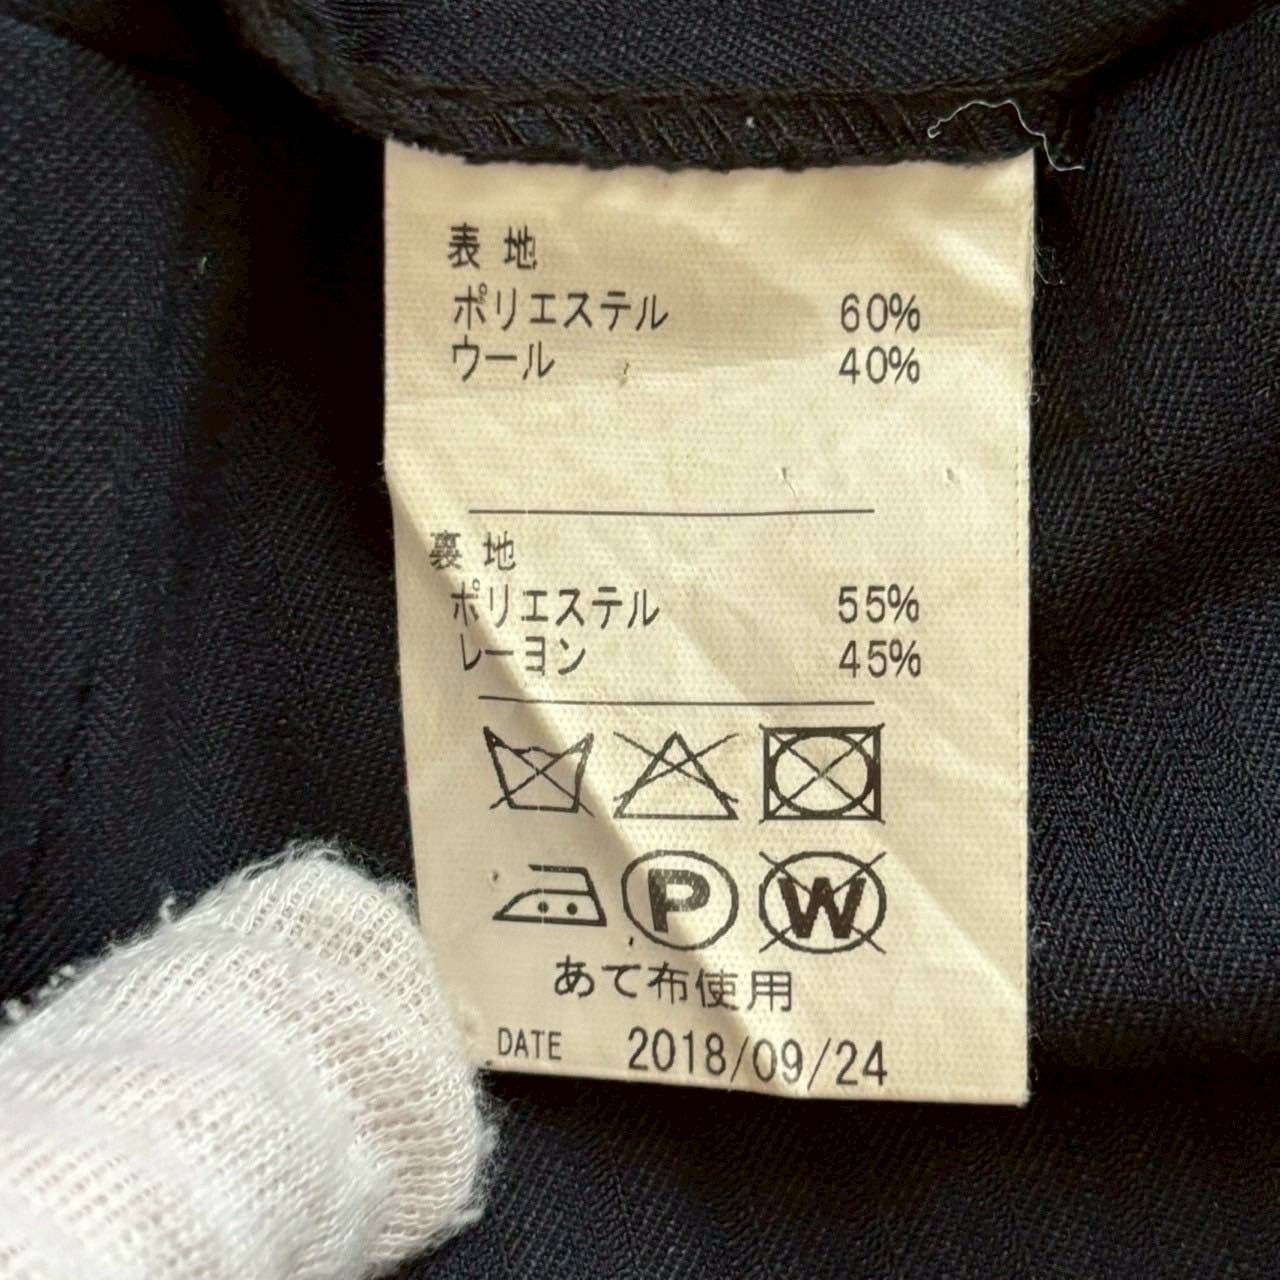 表地
ポリエステル 60%
ウール 40%
裏地
ポリエステル 55%
レーヨン 45%
P W
あて布使用
DATE 2018/09/24